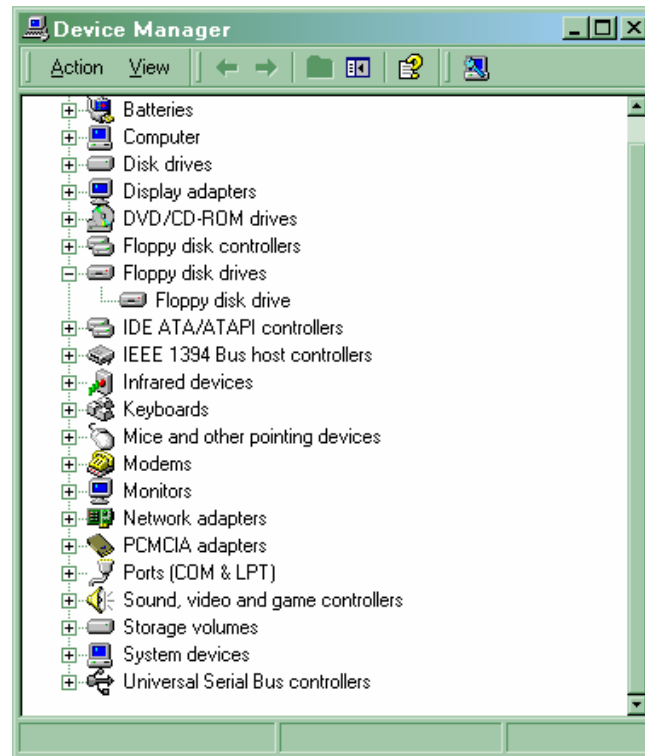 Device Manager
Action View
Batteries
Computer
Disk drives
Display adapters
DVD/CD-ROM drives
Floppy disk controllers
Floppy disk drives
Floppy disk drive
IDE ATA/ATAPI controllers
IEEE 1394 Bus host controllers
Infrared devices
Keyboards
Mice and other pointing devices
Modems
Monitors
Network adapters
PCMCIA adapters
Ports (COM & LPT)
Sound, video and game controllers
Storage volumes
System devices
Universal Serial Bus controllers